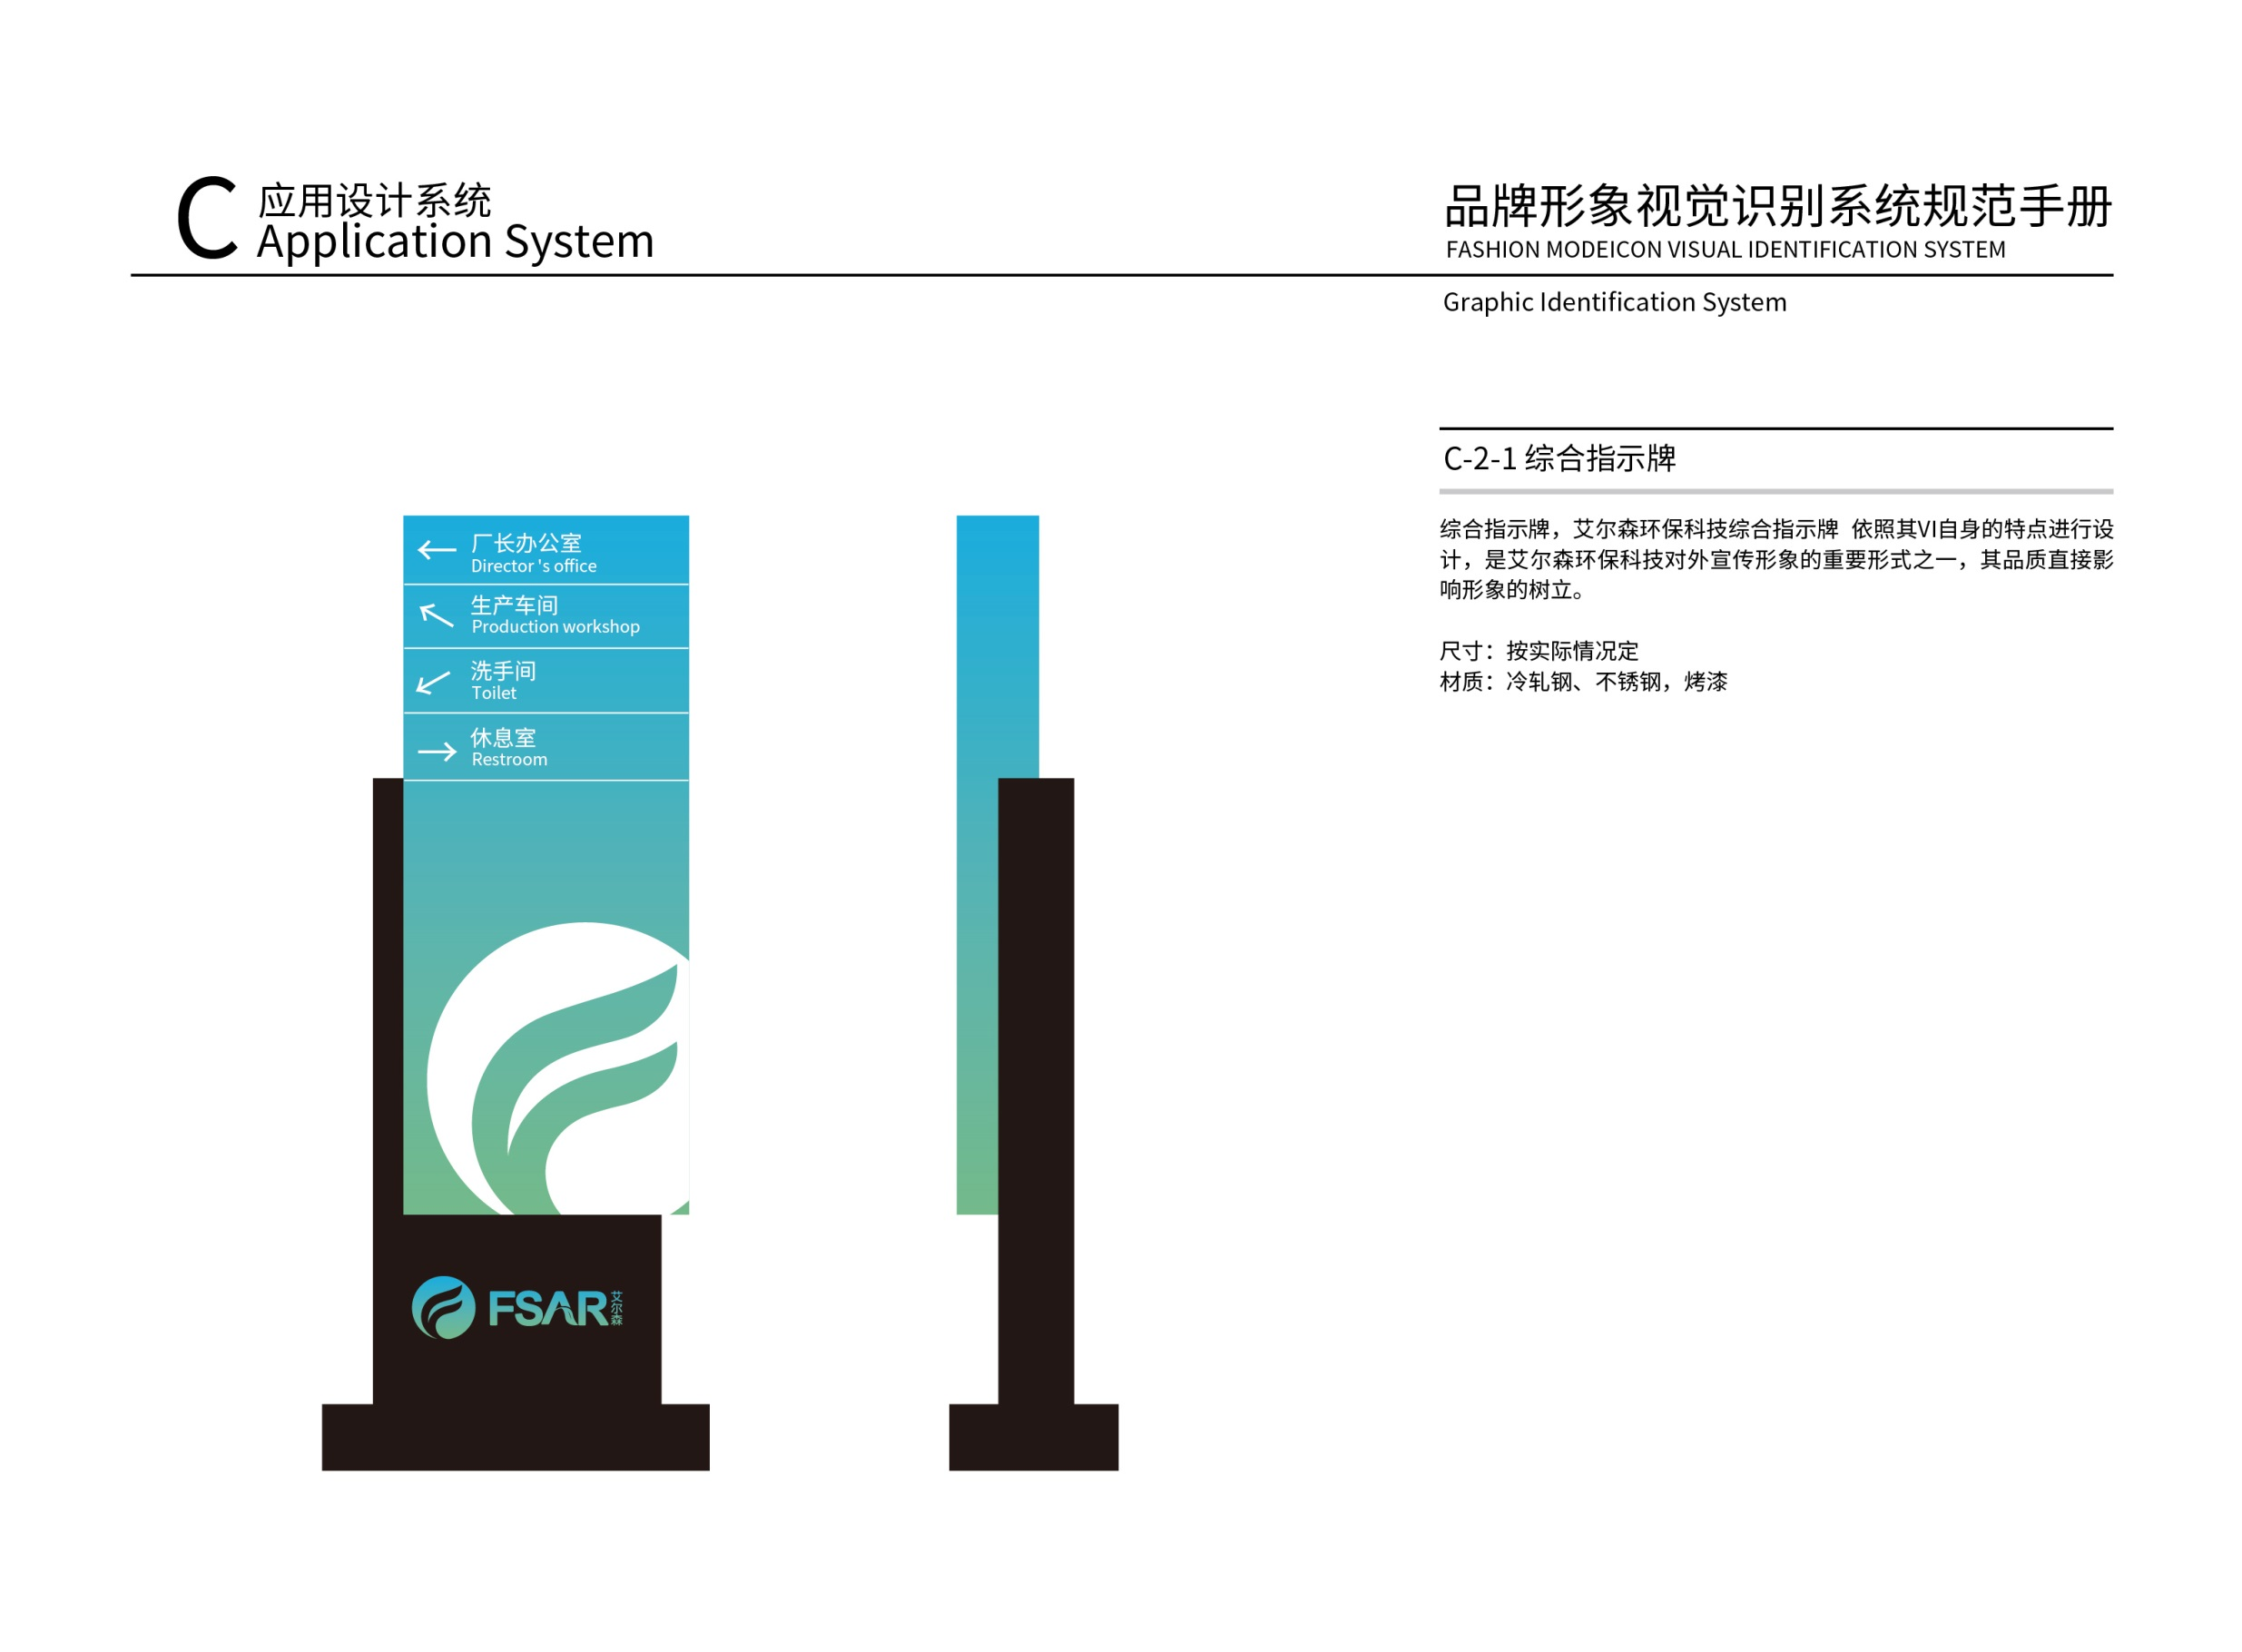 C
应用设计系统
Application System
品牌形象视觉识别系统规范手册
FASHION MODEICON VISUAL IDENTIFICATION SYSTEM
Graphic Identification System
C-2-1 综合指示牌
综合指示牌，艾尔森环保科技综合指示牌 依照其VI自身的特点进行设
计，是艾尔森环保科技对外宣传形象的重要形式之一，其品质直接影
响形象的树立。
尺寸：按实际情况定
材质：冷轧钢、不锈钢，烤漆
← 厂长办公室
Director 's office
↖ 生产车间
Production workshop
↙ 洗手间
Toilet
→ 休息室
Restroom
FSAR 艾尔森